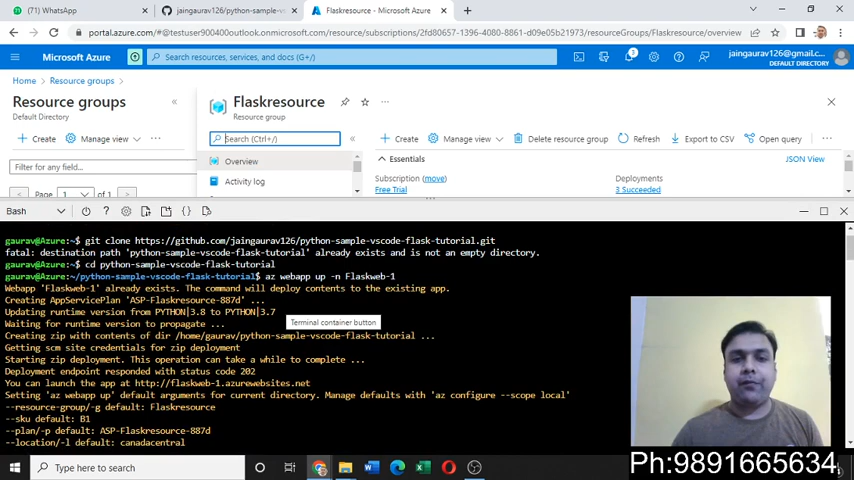 (71) WhatsApp
jaingaurav126/python-sample-vs
Flaskresource - Microsoft Azure
portal.azure.com/#@testuser900400outlook.onmicrosoft.com/resource/subscriptions/2fd80657-1396-4080-8861-0d09e05b21973/resourceGroups/Flaskresource/overview
Microsoft Azure
Search resources, services, and docs (G+/)
3
jaingaurav126@gmail.c...
DEFAULT DIRECTORY
Home > Resource groups >
Resource groups
Default Directory
Flaskresource
Resource group
+ Create
Manage view
Search (Ctrl+/)
+ Create
Manage view
Delete resource group
Refresh
Export to CSV
Open query
Filter for any field...
Overview
Essentials
JSON View
Activity log
Subscription (move)
Deployments
< Page 1 of 1 >
Free Trial
3 Succeeded
Bash
gaurav@Azure:~$ git clone https://github.com/jaingaurav126/python-sample-vscode-flask-tutorial.git
fatal: destination path 'python-sample-vscode-flask-tutorial' already exists and is not an empty directory.
gaurav@Azure:~$ cd python-sample-vscode-flask-tutorial
gaurav@Azure:~/python-sample-vscode-flask-tutorial$ az webapp up -n Flaskweb-1
Webapp 'Flaskweb-1' already exists. The command will deploy contents to the existing app.
Creating AppServicePlan 'ASP-Flaskresource-887d' ...
Updating runtime version from PYTHON|3.8 to PYTHON|3.7
Waiting for runtime version to propagate ...
Terminal container button
Creating zip with contents of dir /home/gaurav/python-sample-vscode-flask-tutorial ...
Getting scm site credentials for zip deployment
Starting zip deployment. This operation can take a while to complete ...
Deployment endpoint responded with status code 202
You can launch the app at http://flaskweb-1.azurewebsites.net
Setting 'az webapp up' default arguments for current directory. Manage defaults with 'az configure --scope local'
--resource-group/-g default: Flaskresource
--sku default: B1
--plan/-p default: ASP-Flaskresource-887d
--location/-l default: canadacentral
Type here to search
Ph:9891665634.